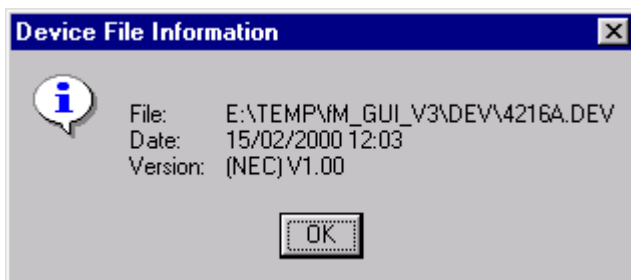 Device File Information
File: E:\TEMP\fM_GUI_V3\DEV\4216A.DEV
Date: 15/02/2000 12:03
Version: (NEC) V1.00
OK